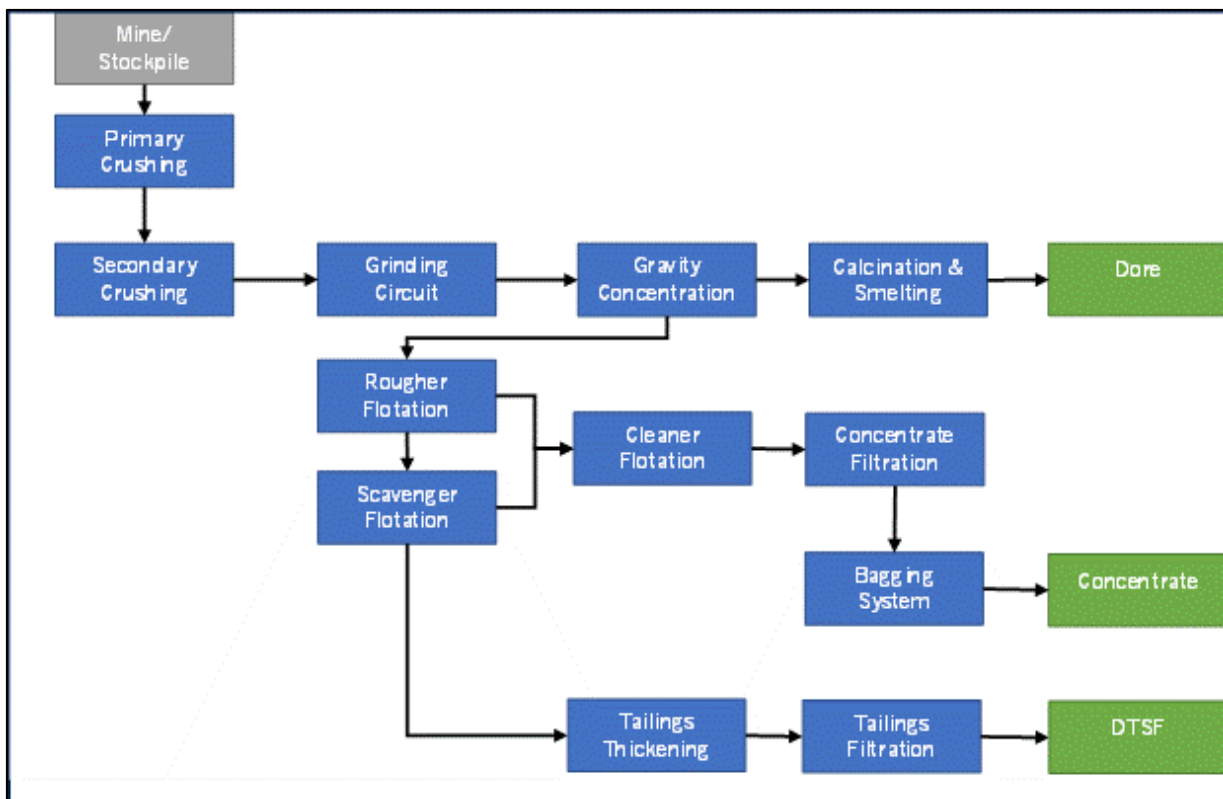 Mine/
Stockpile
Primary
Crushing
Secondary
Crushing
Grinding
Circuit
Gravity
Concentration
Calcination &
Smelting
Dore
Rougher
Flotation
Cleaner
Flotation
Concentrate
Filtration
Scavenger
Flotation
Bagging
System
Concentrate
Tailings
Thickening
Tailings
Filtration
DTSF